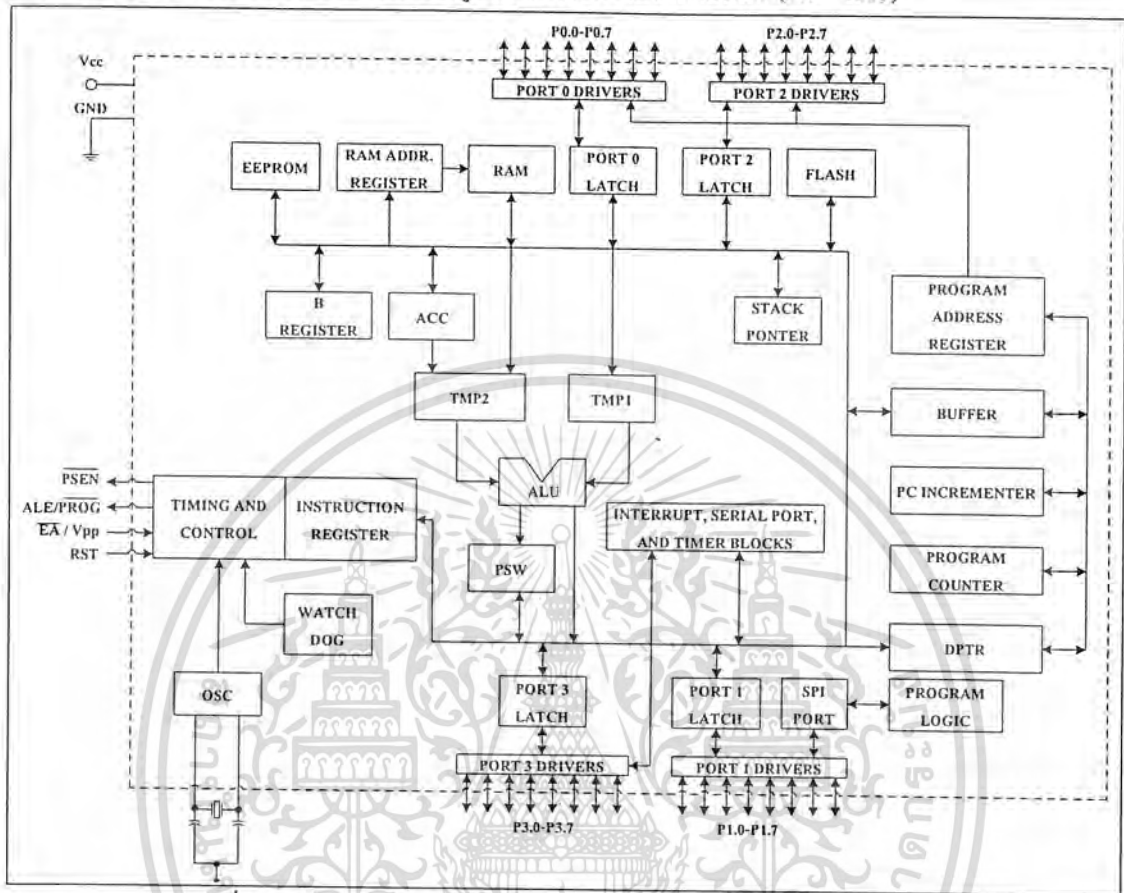 P0.0-P0.7
P2.0-P2.7
Vcc
GND
PORT 0 DRIVERS
PORT 2 DRIVERS
EEPROM
RAM ADDR.
REGISTER
RAM
PORT 0
LATCH
PORT 2
LATCH
FLASH
B
REGISTER
ACC
STACK
PONTER
PROGRAM
ADDRESS
REGISTER
TMP2
TMP1
BUFFER
ALU
PSEN
ALE/PROG
EA / Vpp
RST
TIMING AND
CONTROL
INSTRUCTION
REGISTER
INTERRUPT, SERIAL PORT,
AND TIMER BLOCKS
PC INCREMENTER
PSW
PROGRAM
COUNTER
WATCH
DOG
DPTR
OSC
PORT 3
LATCH
PORT 1
LATCH
SPI
PORT
PROGRAM
LOGIC
PORT 3 DRIVERS
PORT 1 DRIVERS
P3.0-P3.7
P1.0-P1.7